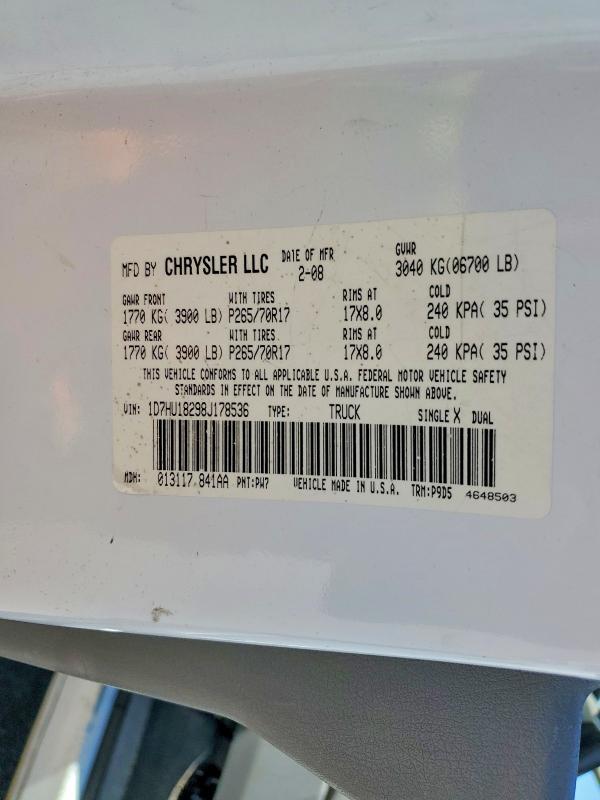 MFD BY CHRYSLER LLC DATE OF MFR 2-08 GVWR 3040 KG(06700 LB)
GAWR FRONT WITH TIRES RIMS AT COLD
1770 KG( 3900 LB) P265/70R17 17X8.0 240 KPA( 35 PSI)
GAWR REAR WITH TIRES RIMS AT COLD
1770 KG( 3900 LB) P265/70R17 17X8.0 240 KPA( 35 PSI)
THIS VEHICLE CONFORMS TO ALL APPLICABLE U.S.A. FEDERAL MOTOR VEHICLE SAFETY
STANDARDS IN EFFECT ON THE DATE OF MANUFACTURE SHOWN ABOVE.
VIN: 1D7HU18298J178536 TYPE: TRUCK SINGLE X DUAL
MDH: 013117 841AA PNT:PW7 VEHICLE MADE IN U.S.A. TRM:P9D5 4648503